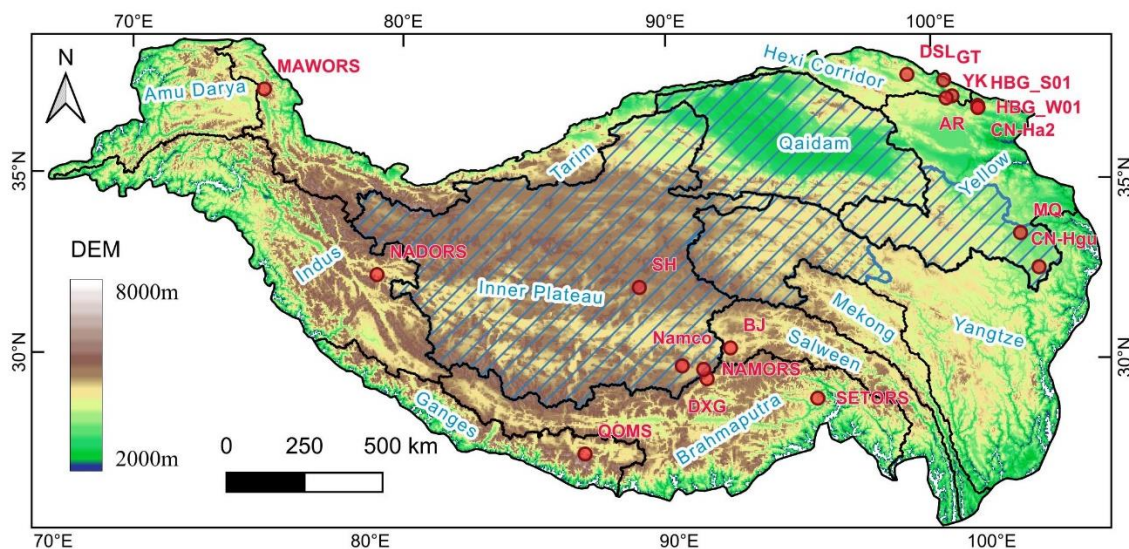 70°E 80°E 90°E 100°E
N
MAWORS
Amu Darya
Hexi Corridor
DSL
GT
YK
HBG_S01
HBG_W01
AR
CN-Ha2
Qaidam
Tarim
Yellow
35°N
35°N
MQ
CN-Hgu
DEM
8000m
2000m
NADORS
Indus
SH
Inner Plateau
Mekong
Yangtze
Namco
BJ
Salween
30°N
30°N
NAMORS
DXG
SETORS
Ganges
QOMS
Brahmaputra
0 250 500 km
70°E 80°E 90°E 100°E